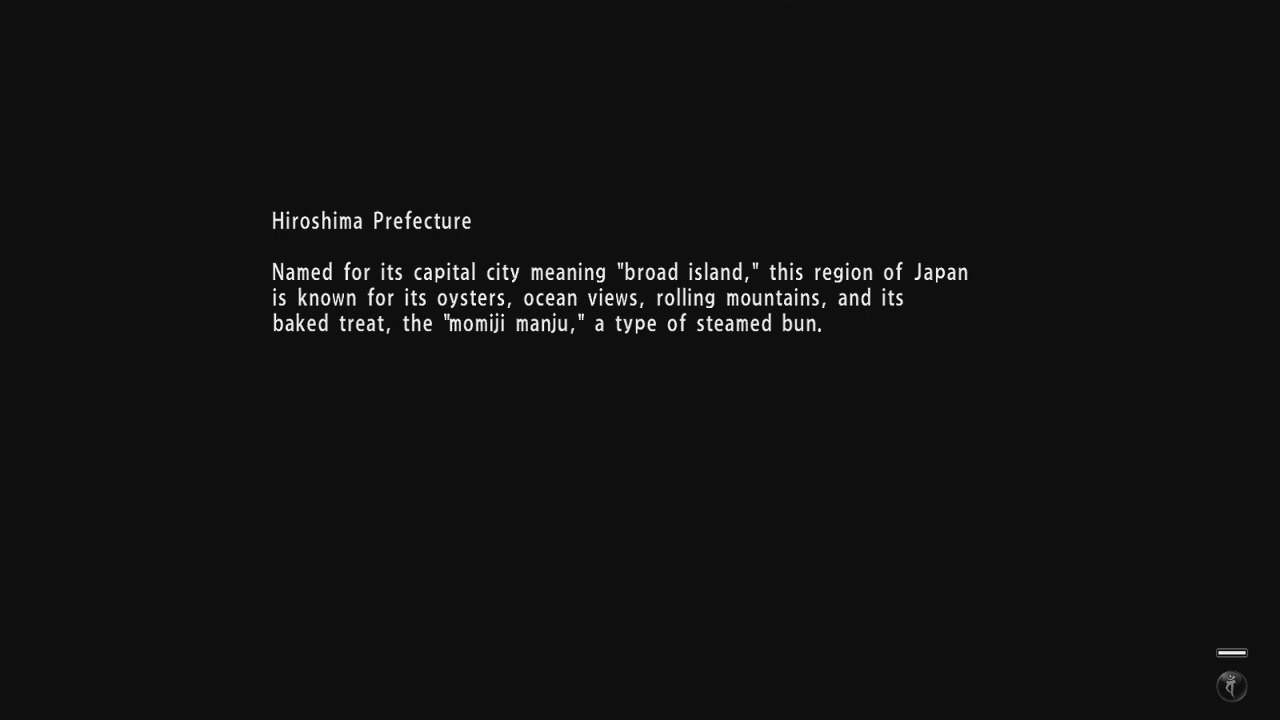 Hiroshima Prefecture
Named for its capital city meaning "broad island," this region of Japan
is known for its oysters, ocean views, rolling mountains, and its
baked treat, the "momiji manju," a type of steamed bun.